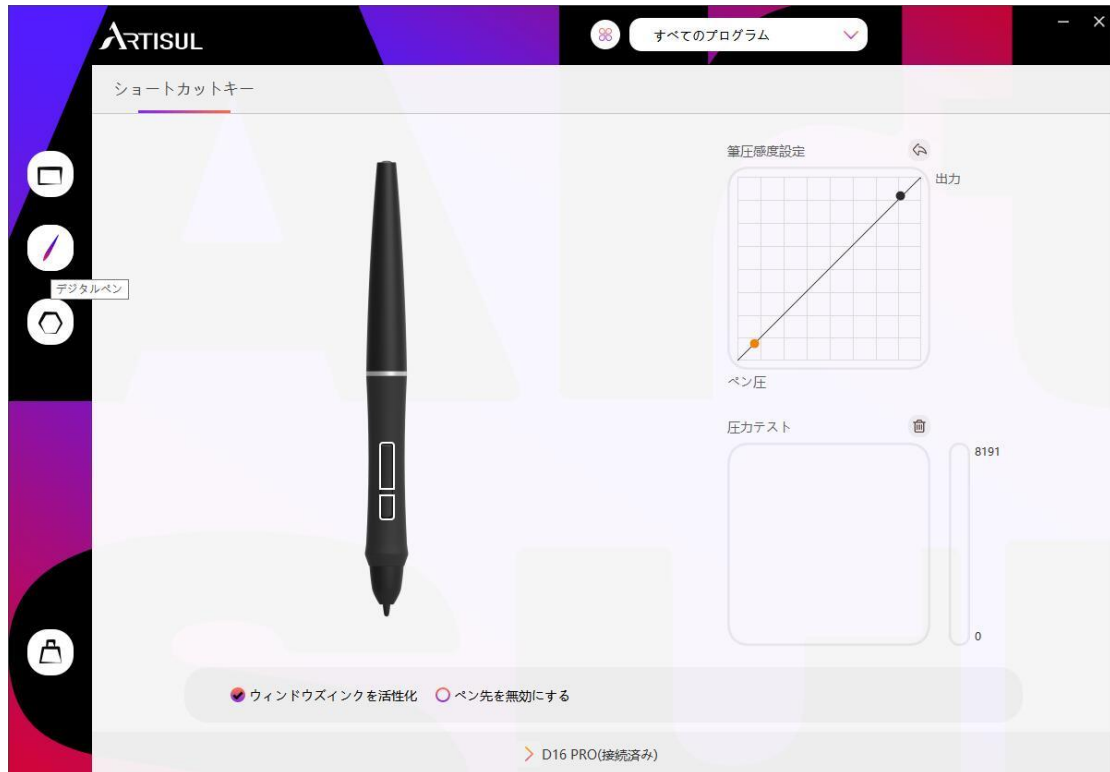 ARTISUL
すべてのプログラム
ショートカットキー
筆圧感度設定
出力
デジタルペン
ペン圧
圧力テスト
8191
0
ウィンドウズインクを活性化
ペン先を無効にする
D16 PRO(接続済み)